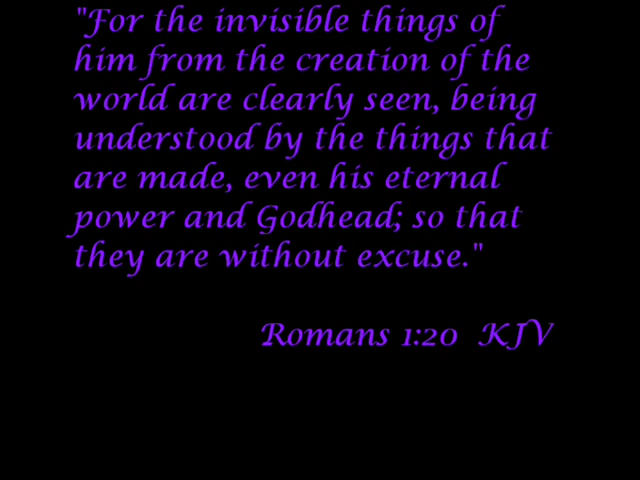 "For the invisible things of
him from the creation of the
world are clearly seen, being
understood by the things that
are made, even his eternal
power and Godhead; so that
they are without excuse."
Romans 1:20 KJV